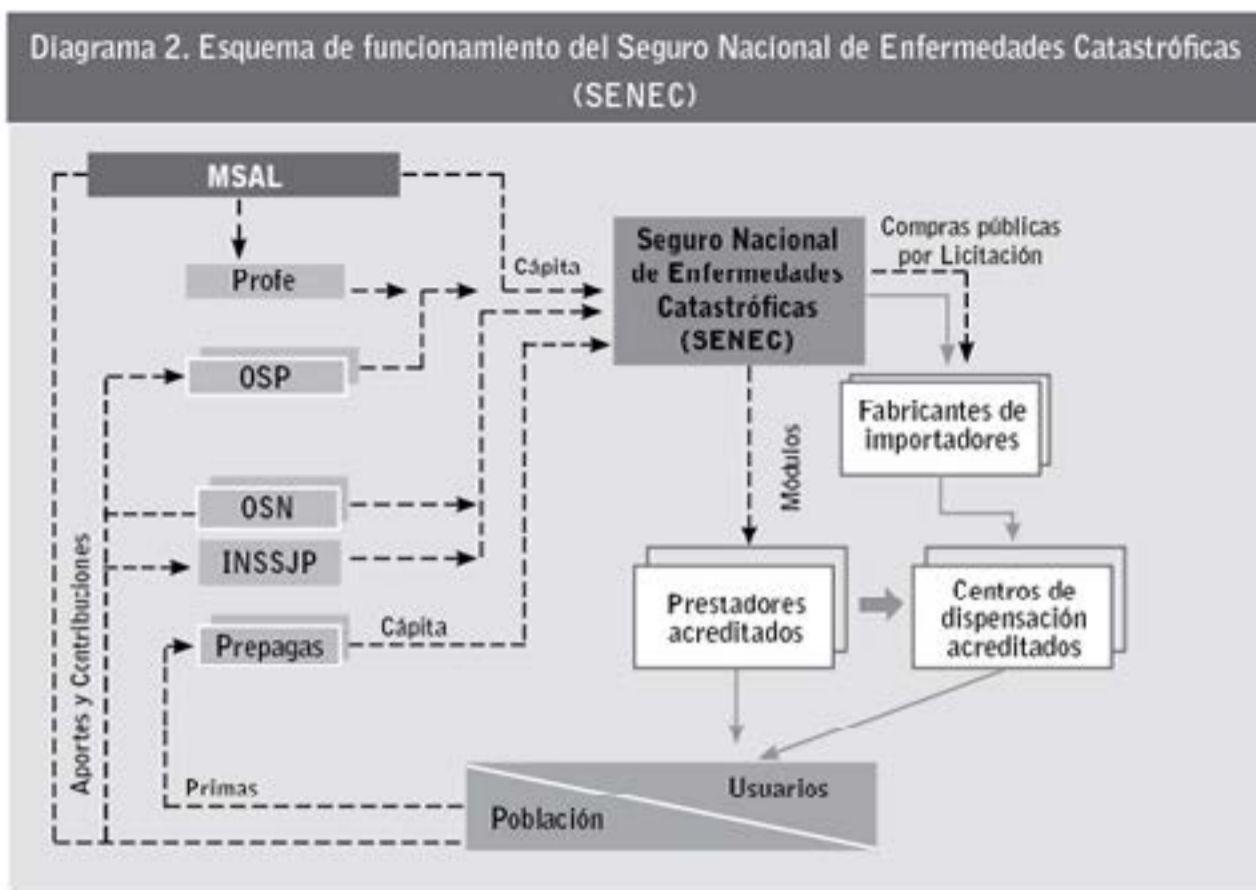 Diagrama 2. Esquema de funcionamiento del Seguro Nacional de Enfermedades Catastróficas
(SENEC)
MSAL
Profe
OSP
OSN
INSSJP
Prepagas
Aportes y Contribuciones
Primas
Cápita
Cápita
Seguro Nacional
de Enfermedades
Catastróficas
(SENEC)
Compras públicas
por Licitación
Módulos
Fabricantes de
importadores
Prestadores
acreditados
Centros de
dispensación
acreditados
Usuarios
Población